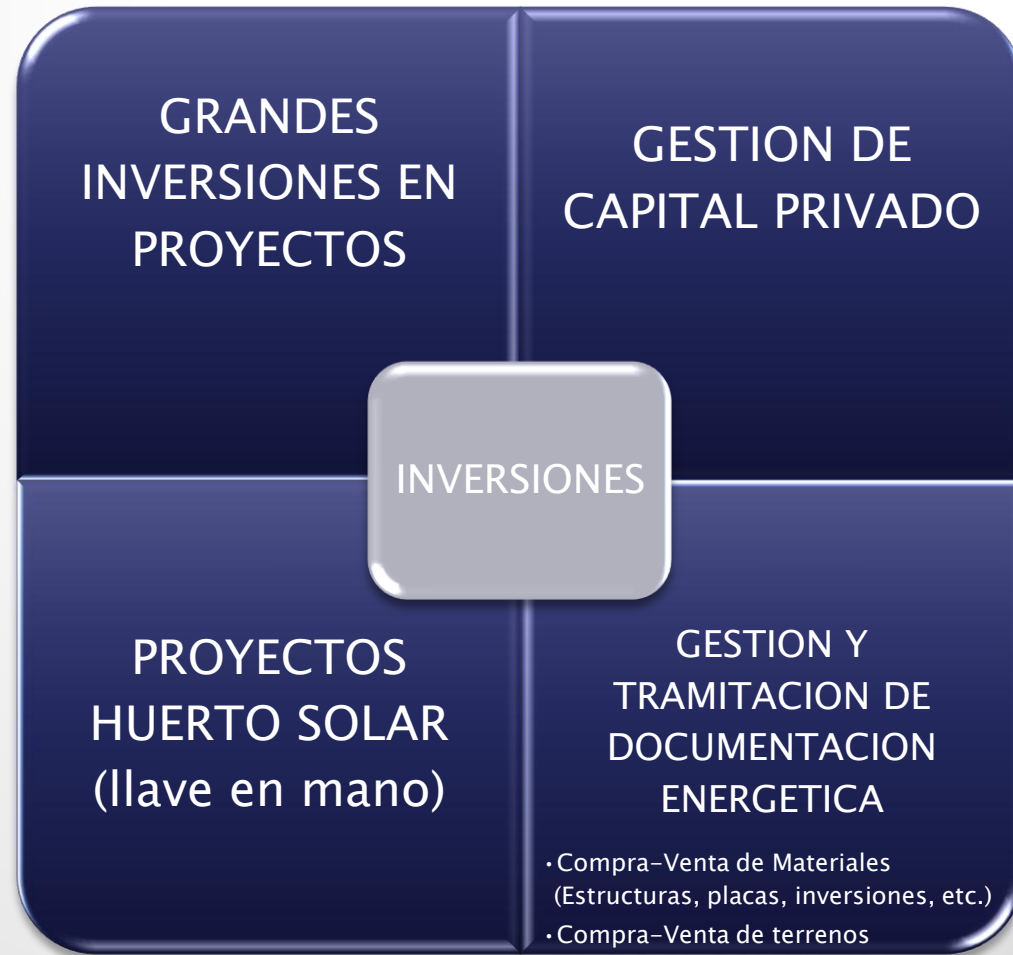 GRANDES
INVERSIONES EN
PROYECTOS
GESTION DE
CAPITAL PRIVADO
INVERSIONES
PROYECTOS
HUERTO SOLAR
(llave en mano)
GESTION Y
TRAMITACION DE
DOCUMENTACION
ENERGETICA
•Compra-Venta de Materiales
(Estructuras, placas, inversiones, etc.)
•Compra-Venta de terrenos